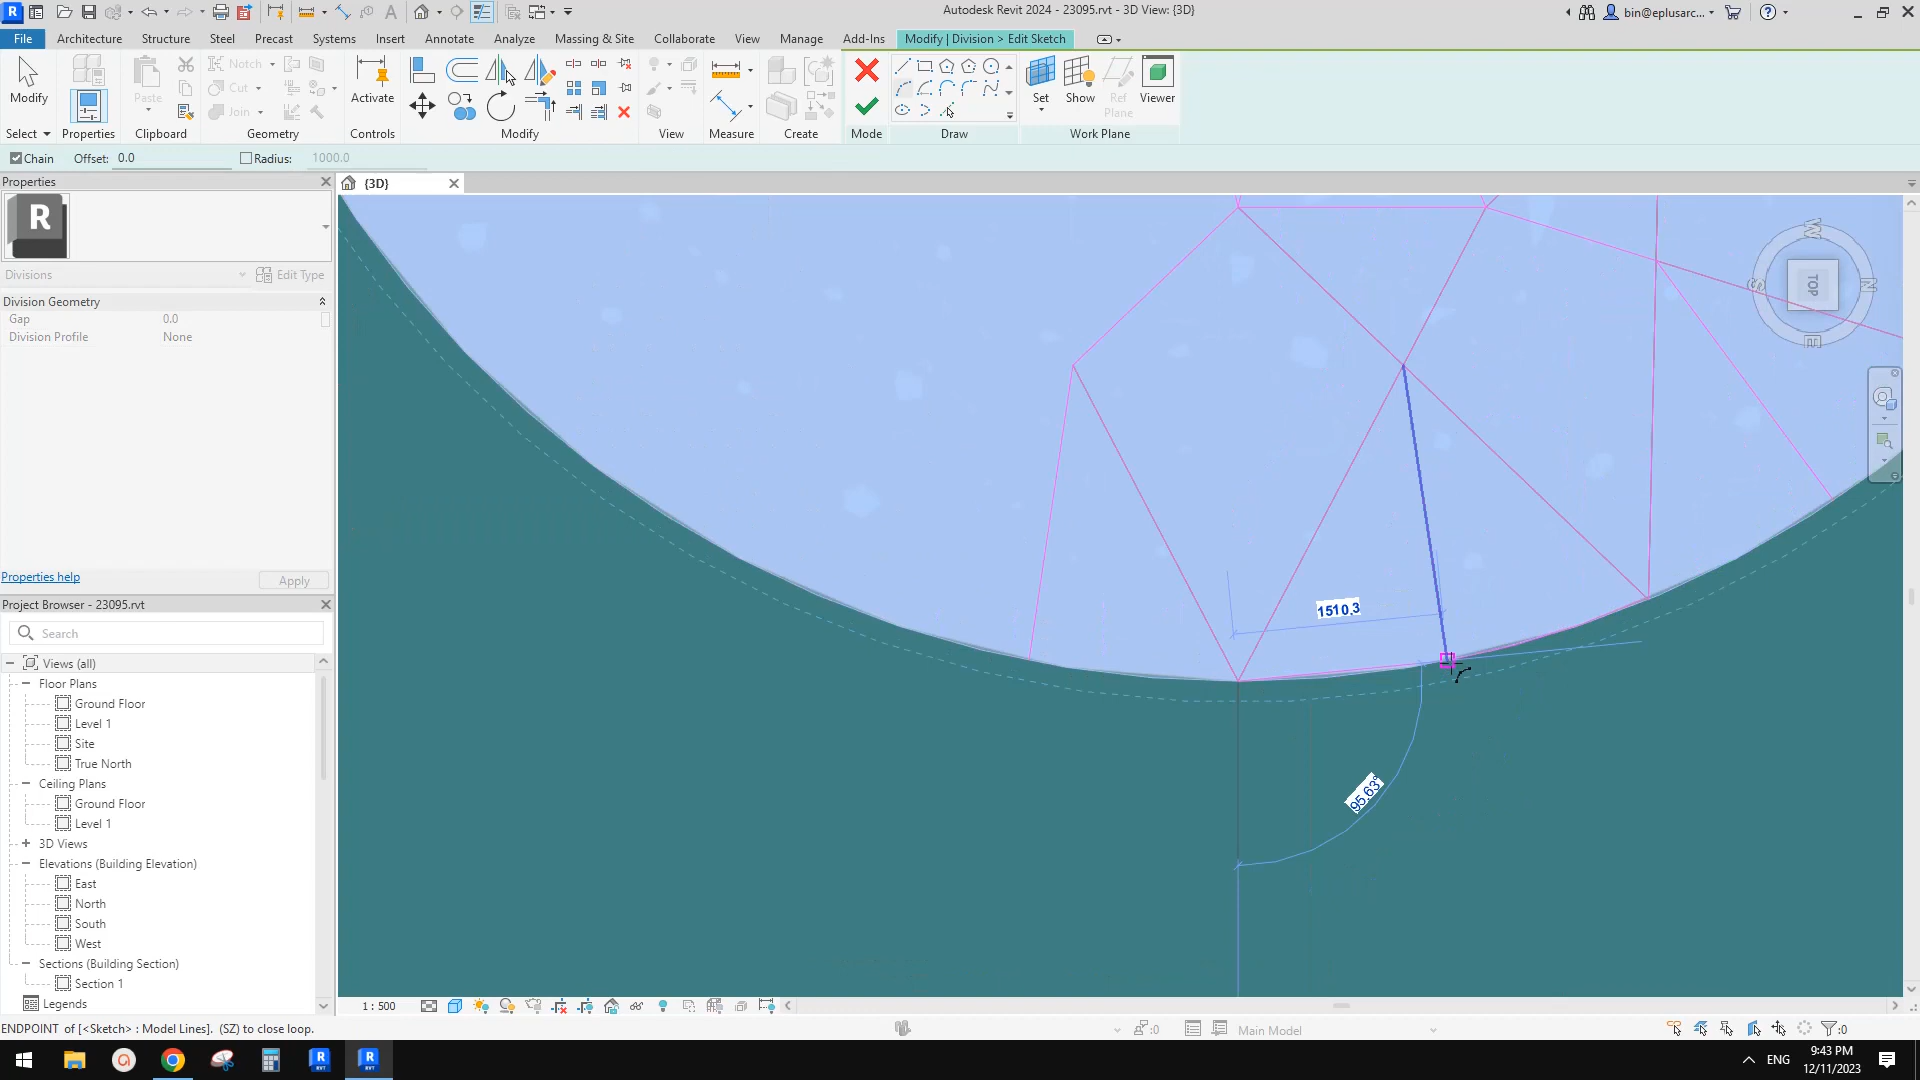 Autodesk Revit 2024 - 23095.rvt - 3D View: {3D}
bin@eplusarc...
File Architecture Structure Steel Precast Systems Insert Annotate Analyze Massing & Site Collaborate View Manage Add-Ins Modify | Division > Edit Sketch
Modify
Paste
Notch
Cut
Join
Activate
Set
Show
Ref
Plane
Viewer
Select Properties Clipboard Geometry Controls Modify View Measure Create Mode Draw Work Plane
Chain Offset: 0.0 Radius: 1000.0
Properties
{3D}
R
Divisions Edit Type
Division Geometry
Gap 0.0
Division Profile None
Properties help Apply
Project Browser - 23095.rvt
Search
Views (all)
Floor Plans
Ground Floor
Level 1
Site
True North
Ceiling Plans
Ground Floor
Level 1
3D Views
Elevations (Building Elevation)
East
North
South
West
Sections (Building Section)
Section 1
Legends
W
S
N
E
TOP
1510.3
95.63°
1 : 500
ENDPOINT of [<Sketch> : Model Lines]. (SZ) to close loop.
:0
Main Model
:0
ENG
9:43 PM
12/11/2023